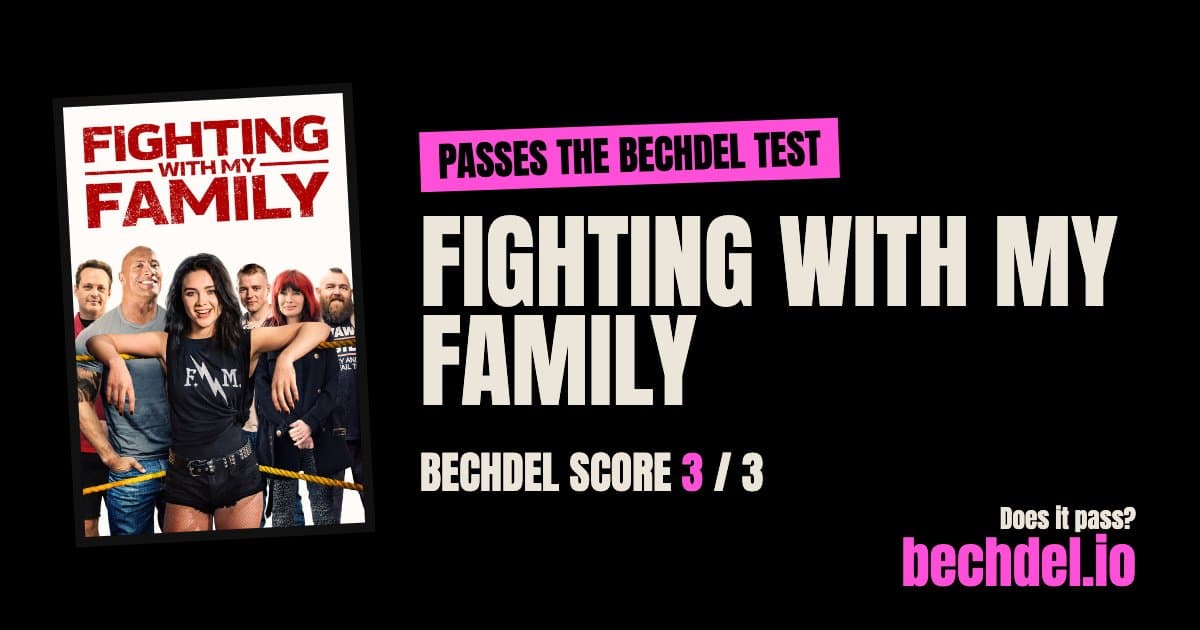 FIGHTING
WITH MY
FAMILY
F. M.
PASSES THE BECHDEL TEST
FIGHTING WITH MY
FAMILY
BECHDEL SCORE 3 / 3
Does it pass?
bechdel.io